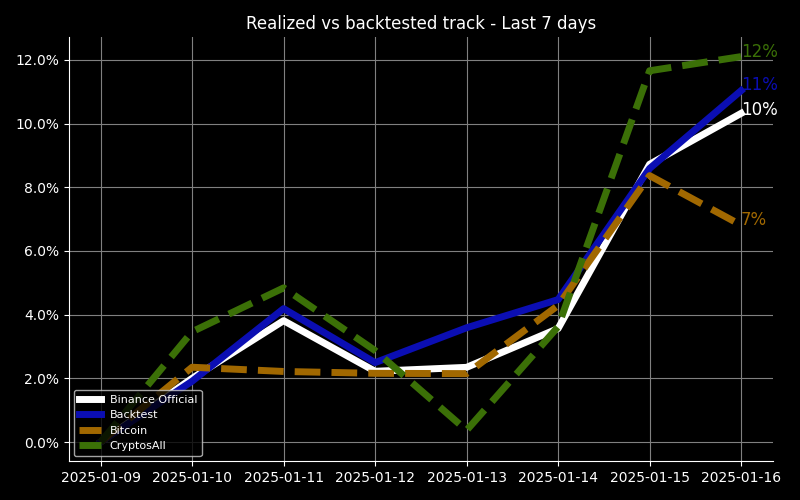 Realized vs backtested track - Last 7 days
12.0%
10.0%
8.0%
6.0%
4.0%
2.0%
0.0%
12%
11%
10%
7%
Binance Official
Backtest
Bitcoin
CryptosAll
2025-01-09 2025-01-10 2025-01-11 2025-01-12 2025-01-13 2025-01-14 2025-01-15 2025-01-16